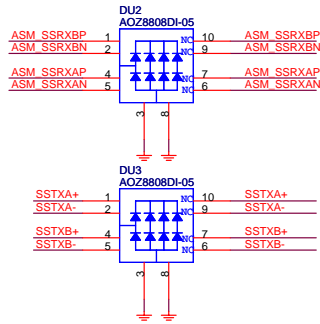 DU2
AOZ8808DI-05
ASM_SSRXBP 1 NC 10 ASM_SSRXBP
ASM_SSRXBN 2 NC 9 ASM_SSRXBN
ASM_SSRXAP 4 NC 7 ASM_SSRXAP
ASM_SSRXAN 5 NC 6 ASM_SSRXAN
3 8
DU3
AOZ8808DI-05
SSTXA+ 1 NC 10 SSTXA+
SSTXA- 2 NC 9 SSTXA-
SSTXB+ 4 NC 7 SSTXB+
SSTXB- 5 NC 6 SSTXB-
3 8